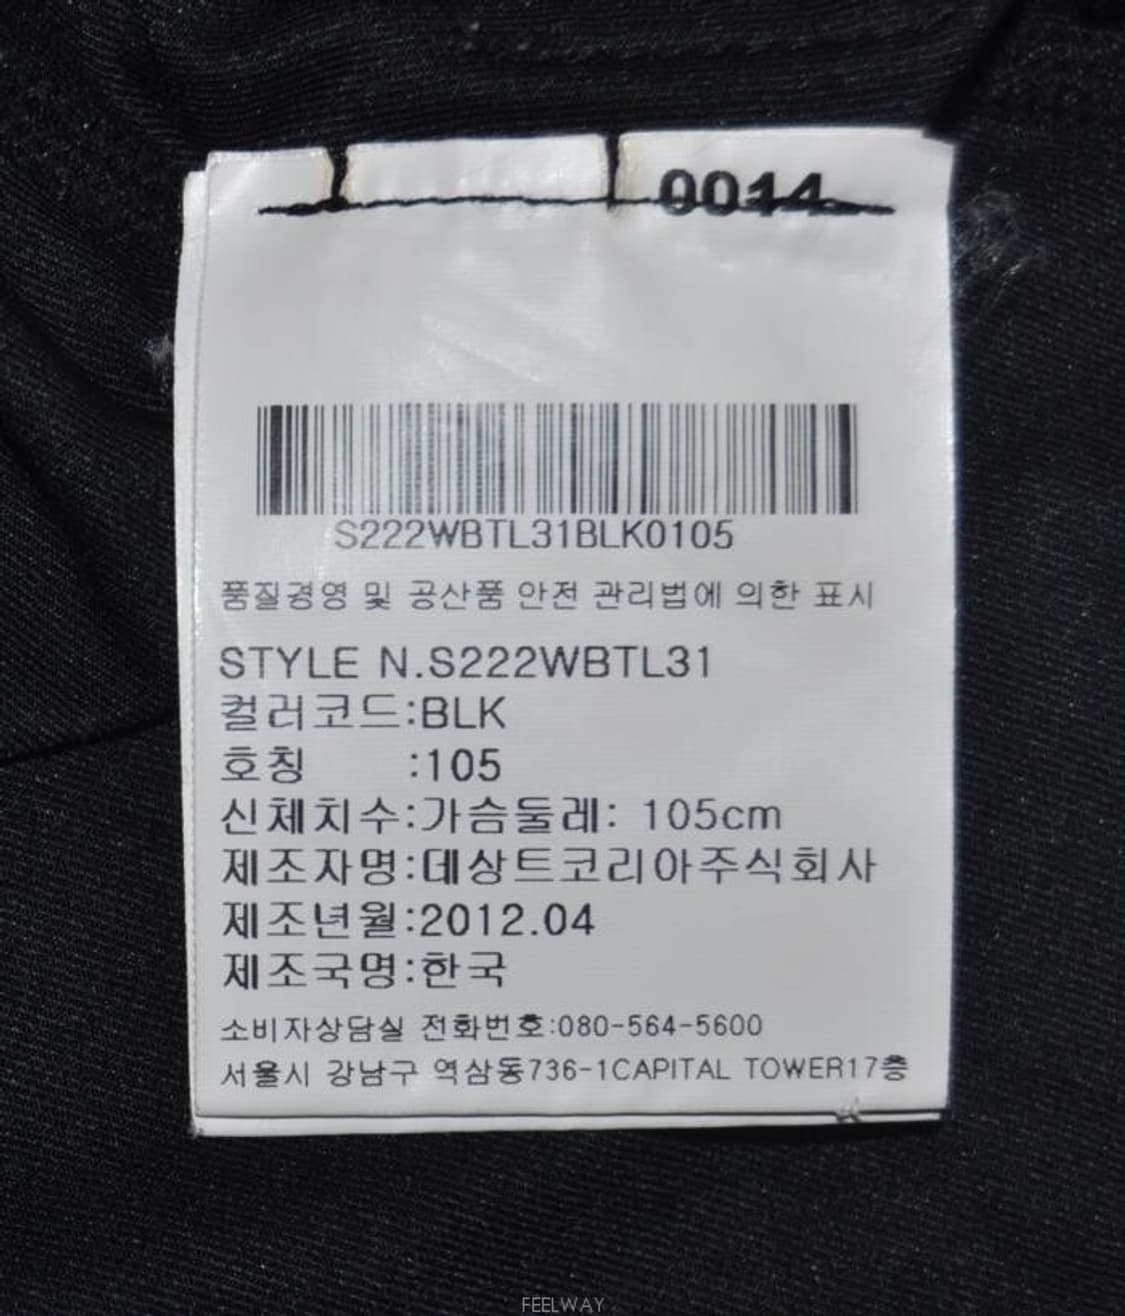 0014
S222WBTL31BLK0105
품질경영 및 공산품 안전 관리법에 의한 표시
STYLE N.S222WBTL31
컬러코드:BLK
호칭 :105
신체치수:가슴둘레: 105cm
제조자명:데상트코리아주식회사
제조년월:2012.04
제조국명:한국
소비자상담실 전화번호:080-564-5600
서울시 강남구 역삼동736-1CAPITAL TOWER17층
FEELWAY